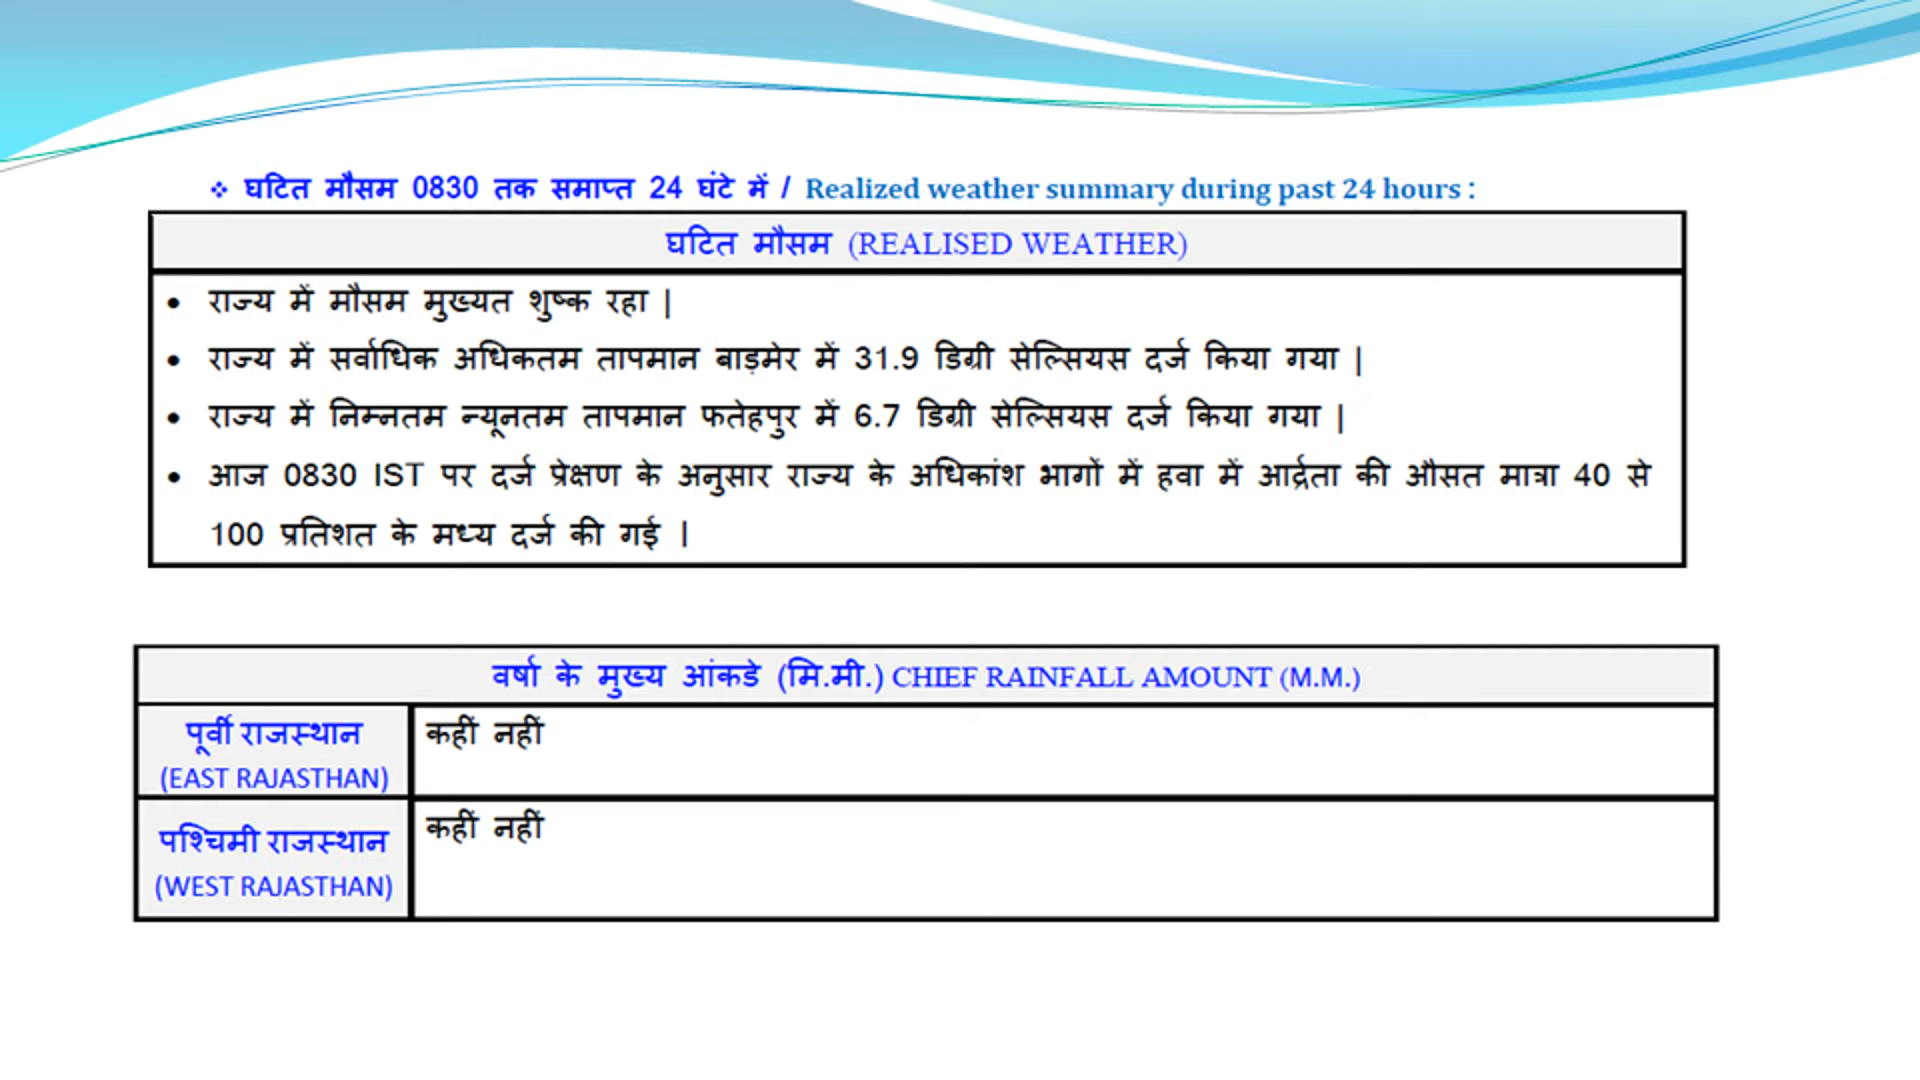 ❖ घटित मौसम 0830 तक समाप्त 24 घंटे में / Realized weather summary during past 24 hours :
घटित मौसम (REALISED WEATHER)
• राज्य में मौसम मुख्यत शुष्क रहा |
• राज्य में सर्वाधिक अधिकतम तापमान बाड़मेर में 31.9 डिग्री सेल्सियस दर्ज किया गया |
• राज्य में निम्नतम न्यूनतम तापमान फतेहपुर में 6.7 डिग्री सेल्सियस दर्ज किया गया |
• आज 0830 IST पर दर्ज प्रेक्षण के अनुसार राज्य के अधिकांश भागों में हवा में आर्द्रता की औसत मात्रा 40 से
100 प्रतिशत के मध्य दर्ज की गई |
वर्षा के मुख्य आंकडे (मि.मी.) CHIEF RAINFALL AMOUNT (M.M.)
पूर्वी राजस्थान
(EAST RAJASTHAN)
कहीं नहीं
पश्चिमी राजस्थान
(WEST RAJASTHAN)
कहीं नहीं